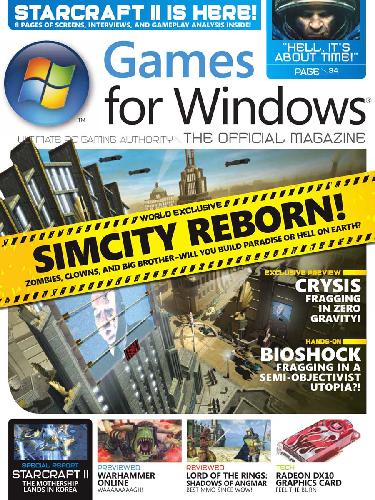 STARCRAFT II IS HERE!
8 PAGES OF SCREENS, INTERVIEWS, AND GAMEPLAY ANALYSIS INSIDE!
"HELL, IT'S
ABOUT TIME!"
PAGE 84
Games
for Windows®
TM
ULTIMATE PC GAMING AUTHORITY
THE OFFICIAL MAGAZINE
WORLD EXCLUSIVE
SIMCITY REBORN!
ZOMBIES, CLOWNS, AND BIG BROTHER—WILL YOU BUILD PARADISE OR HELL ON EARTH?
EXCLUSIVE PREVIEW
CRYSIS
FRAGGING
IN ZERO
GRAVITY!
HANDS-ON
BIOSHOCK
FRAGGING IN A
SEMI-OBJECTIVIST
UTOPIA?!
SPECIAL REPORT
STARCRAFT II
THE MOTHERSHIP
LANDS IN KOREA
PREVIEWED
WARHAMMER
ONLINE
WAAAAAAAGH!
REVIEWED
LORD OF THE RINGS:
SHADOWS OF ANGMAR
BEST MMO SINCE WOW!
TECH
RADEON DX10
GRAPHICS CARD
FEEL THE BURN